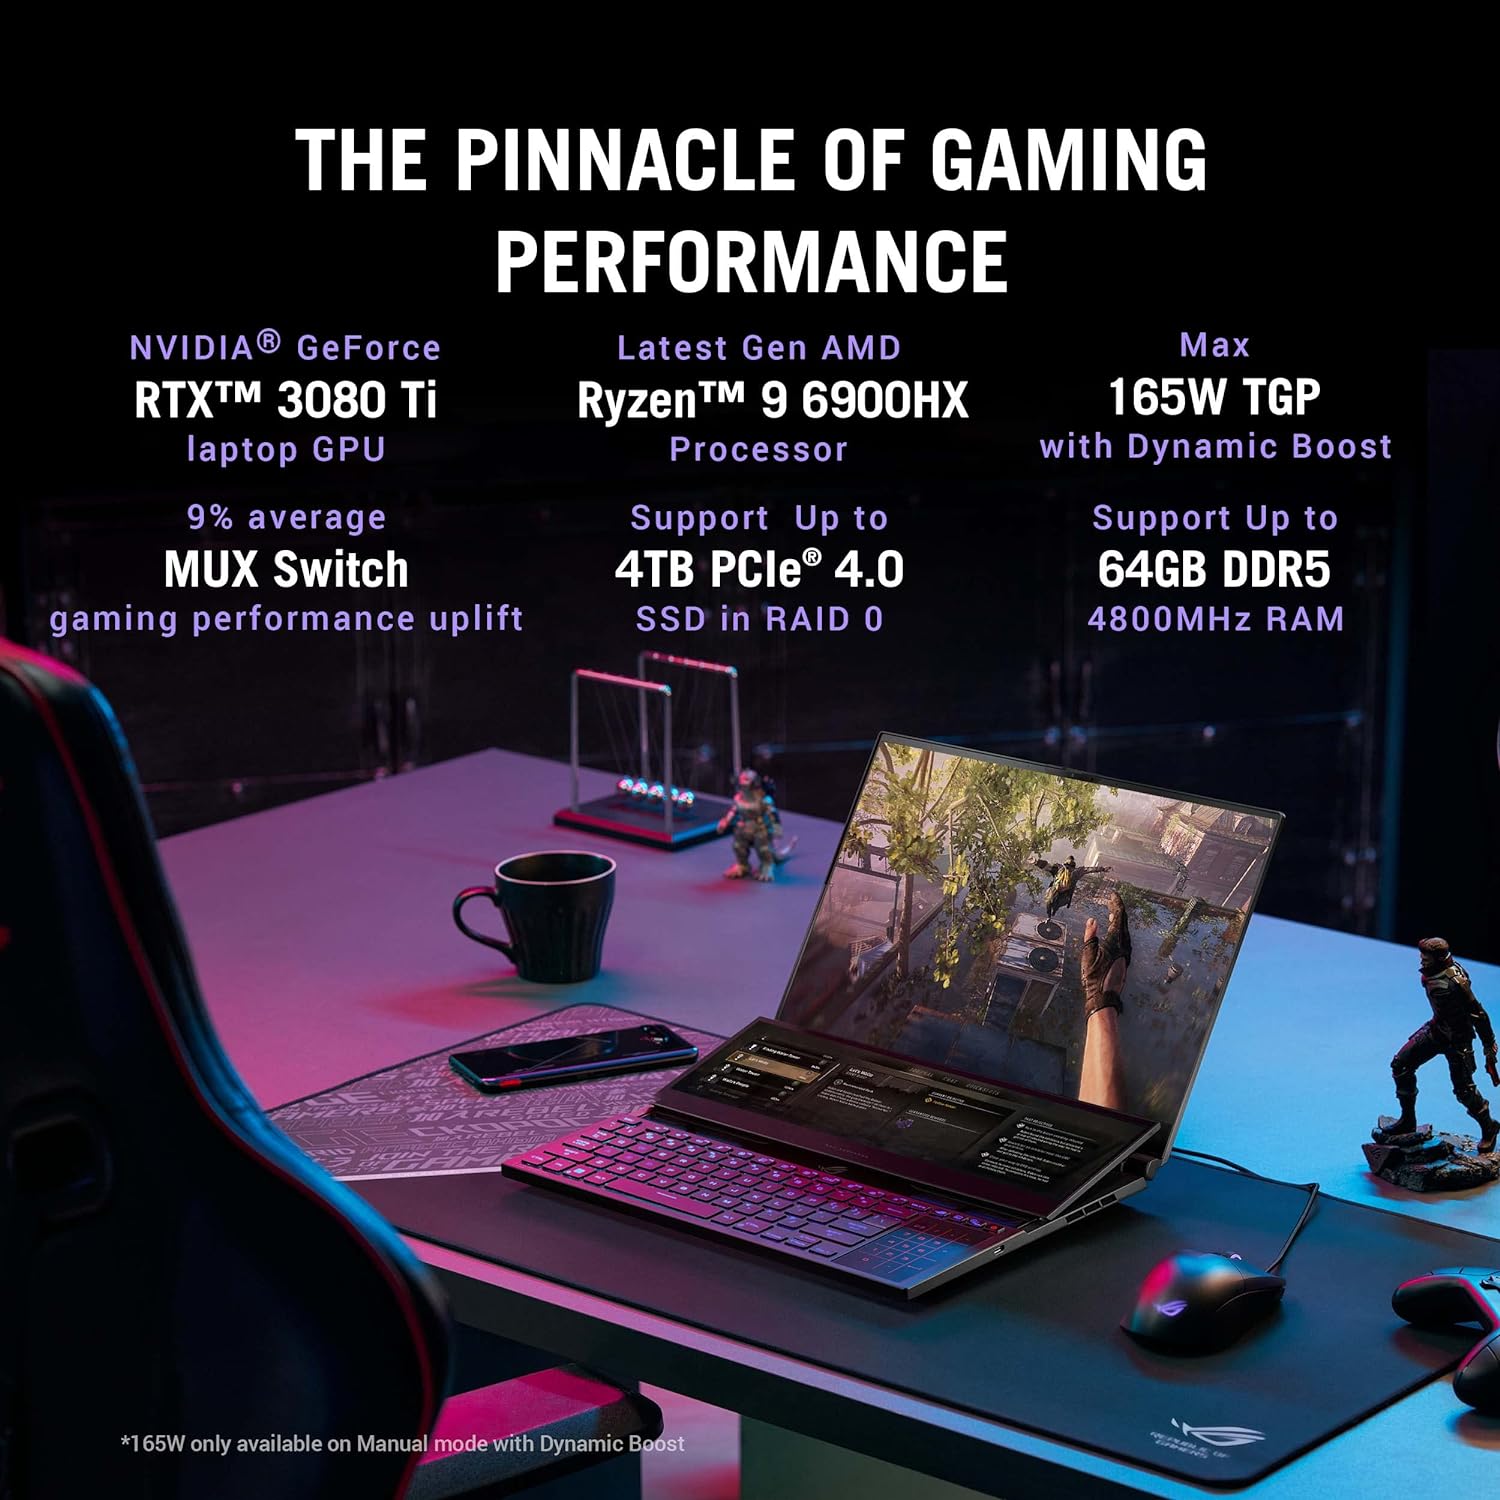 THE PINNACLE OF GAMING
PERFORMANCE
NVIDIA® GeForce
RTX™ 3080 Ti
laptop GPU
Latest Gen AMD
Ryzen™ 9 6900HX
Processor
Max
165W TGP
with Dynamic Boost
9% average
MUX Switch
gaming performance uplift
Support Up to
4TB PCIe® 4.0
SSD in RAID 0
Support Up to
64GB DDR5
4800MHz RAM
REPUBLIC OF
GAMERS
*165W only available on Manual mode with Dynamic Boost